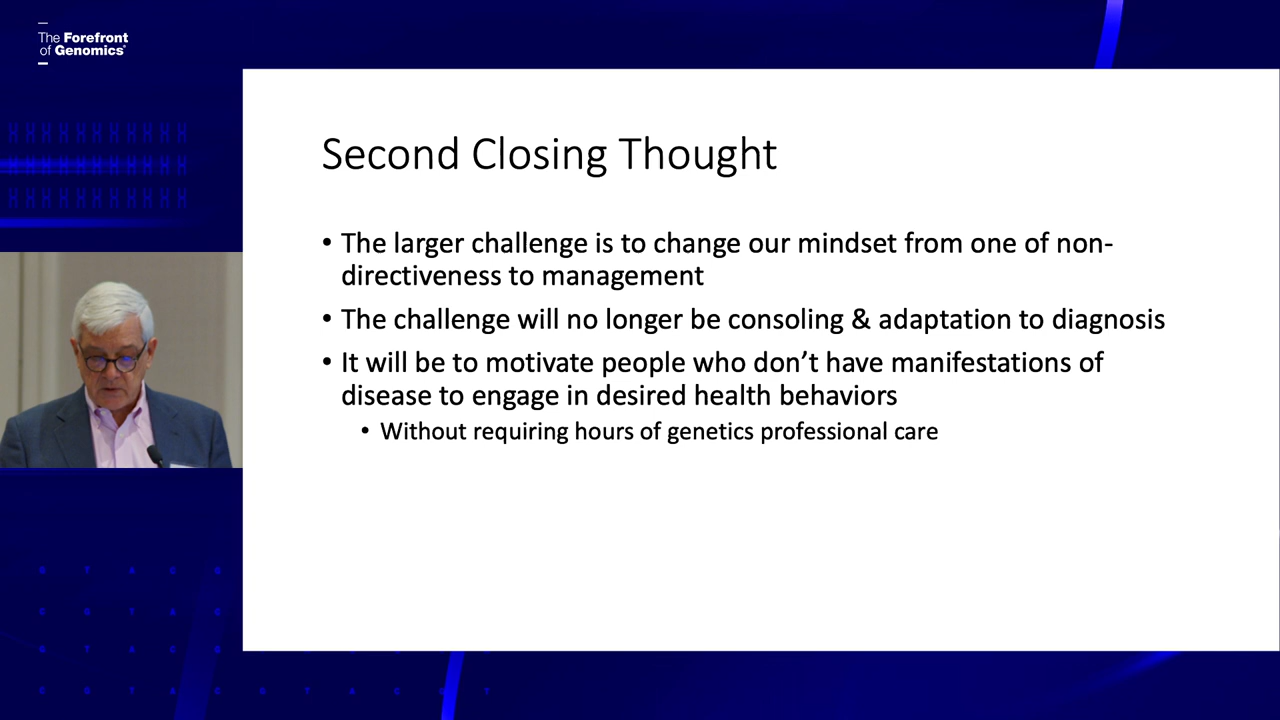 The Forefront
of Genomics®
Second Closing Thought
• The larger challenge is to change our mindset from one of non-
directiveness to management
• The challenge will no longer be consoling & adaptation to diagnosis
• It will be to motivate people who don’t have manifestations of
disease to engage in desired health behaviors
• Without requiring hours of genetics professional care